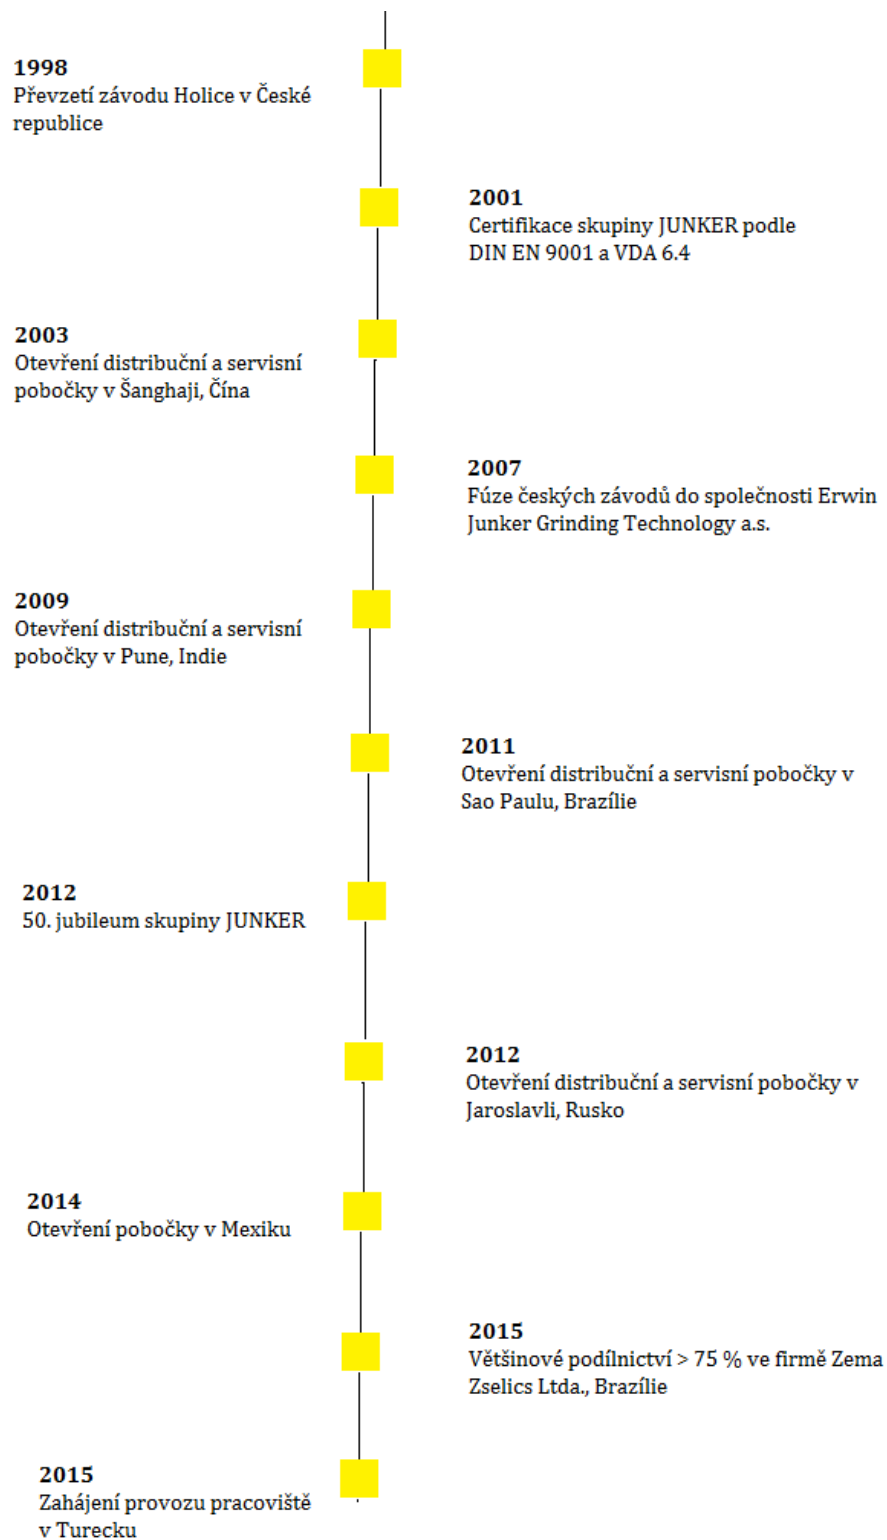 1998
Převzetí závodu Holice v České
republice
2001
Certifikace skupiny JUNKER podle
DIN EN 9001 a VDA 6.4
2003
Otevření distribuční a servisní
pobočky v Šanghaji, Čína
2007
Fúze českých závodů do společnosti Erwin
Junker Grinding Technology a.s.
2009
Otevření distribuční a servisní
pobočky v Pune, Indie
2011
Otevření distribuční a servisní pobočky v
Sao Paulu, Brazílie
2012
50. jubileum skupiny JUNKER
2012
Otevření distribuční a servisní pobočky v
Jaroslavli, Rusko
2014
Otevření pobočky v Mexiku
2015
Většinové podílnictví > 75 % ve firmě Zema
Zselics Ltda., Brazílie
2015
Zahájení provozu pracoviště
v Turecku